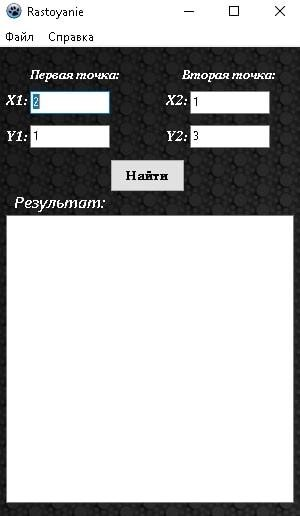 Rastoyanie
Файл Справка
Первая точка: Вторая точка:
X1: 2 X2: 1
Y1: 1 Y2: 3
Найти
Результат: